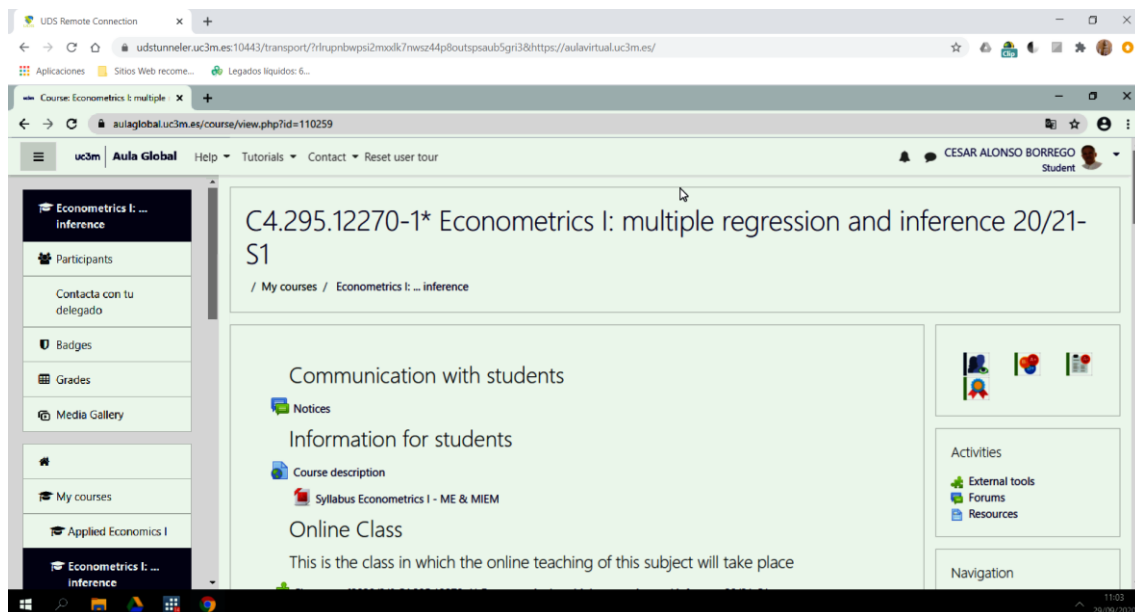 UDS Remote Connection
udstunneler.uc3m.es:10443/transport/?rlrupnbwpsi2mxxlk7nwsz44p8outspsaub5gri3&https://aulavirtual.uc3m.es/
Clip
Aplicaciones Sitios Web recome... Legados líquidos: 6...
Course: Econometrics I: multiple
aulaglobal.uc3m.es/course/view.php?id=110259
uc3m Aula Global Help Tutorials Contact Reset user tour
CESAR ALONSO BORREGO
Student
Econometrics I: ...
inference
Participants
Contacta con tu
delegado
Badges
Grades
Media Gallery
My courses
Applied Economics I
Econometrics I: ...
inference
C4.295.12270-1* Econometrics I: multiple regression and inference 20/21-
S1
/ My courses / Econometrics I: ... inference
Communication with students
Notices
Information for students
Course description
Syllabus Econometrics I - ME & MIEM
Online Class
This is the class in which the online teaching of this subject will take place
Activities
External tools
Forums
Resources
Navigation
11:03